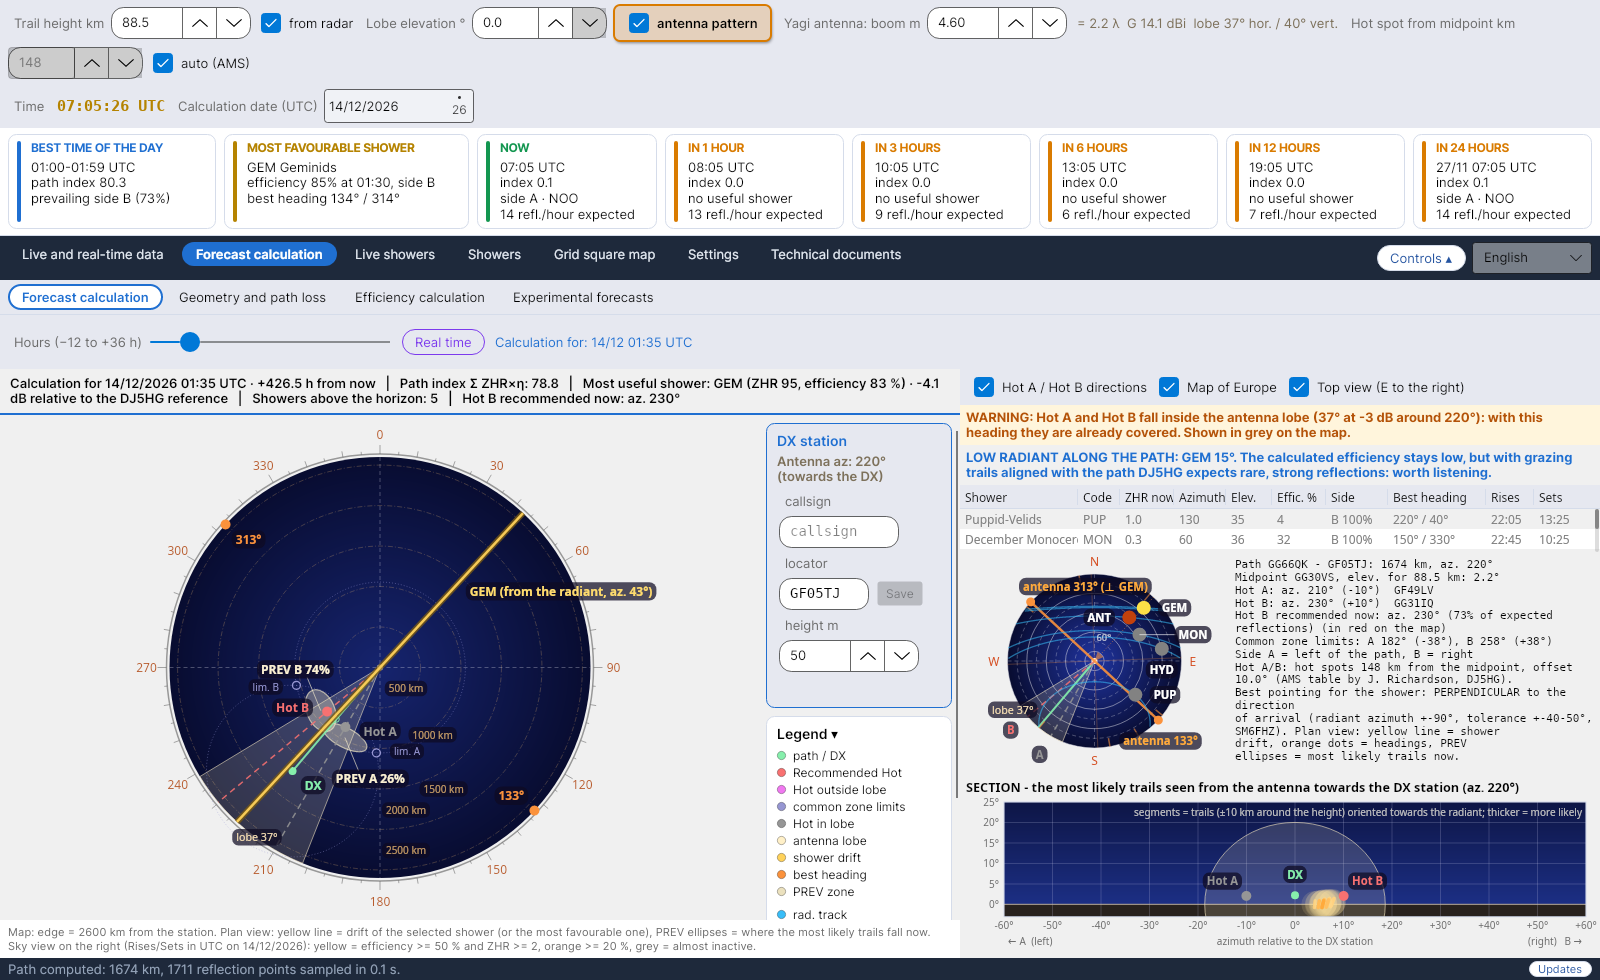 Trail height km 88.5 from radar Lobe elevation ° 0.0 antenna pattern Yagi antenna: boom m 4.60 = 2.2 λ G 14.1 dBi lobe 37° hor. / 40° vert. Hot spot from midpoint km
148 auto (AMS)
Time 07:05:26 UTC Calculation date (UTC) 14/12/2026 26
BEST TIME OF THE DAY
01:00-01:59 UTC
path index 80.3
prevailing side B (73%)
MOST FAVOURABLE SHOWER
GEM Geminids
efficiency 85% at 01:30, side B
best heading 134° / 314°
NOW
07:05 UTC
index 0.1
side A · NOO
14 refl./hour expected
IN 1 HOUR
08:05 UTC
index 0.0
no useful shower
13 refl./hour expected
IN 3 HOURS
10:05 UTC
index 0.0
no useful shower
9 refl./hour expected
IN 6 HOURS
13:05 UTC
index 0.0
no useful shower
6 refl./hour expected
IN 12 HOURS
19:05 UTC
index 0.0
no useful shower
7 refl./hour expected
IN 24 HOURS
27/11 07:05 UTC
index 0.1
side A · NOO
14 refl./hour expected
Live and real-time data Forecast calculation Live showers Showers Grid square map Settings Technical documents Controls ▴ English
Forecast calculation Geometry and path loss Efficiency calculation Experimental forecasts
Hours (−12 to +36 h) Real time Calculation for: 14/12 01:35 UTC
Calculation for 14/12/2026 01:35 UTC · +426.5 h from now | Path index Σ ZHR×η: 78.8 | Most useful shower: GEM (ZHR 95, efficiency 83 %) · -4.1
dB relative to the DJ5HG reference | Showers above the horizon: 5 | Hot B recommended now: az. 230°
0
30
60
90
120
150
180
210
240
270
300
330
313°
GEM (from the radiant, az. 43°)
PREV B 74%
lim. B
Hot B
500 km
Hot A
1000 km
lim. A
DX
PREV A 26%
1500 km
133°
2000 km
lobe 37°
2500 km
DX station
Antenna az: 220°
(towards the DX)
callsign
callsign
locator
GF05TJ Save
height m
50
Legend ▾
path / DX
Recommended Hot
Hot outside lobe
common zone limits
Hot in lobe
antenna lobe
shower drift
best heading
PREV zone
rad. track
Map: edge = 2600 km from the station. Plan view: yellow line = drift of the selected shower (or the most favourable one), PREV ellipses = where the most likely trails fall now.
Sky view on the right (Rises/Sets in UTC on 14/12/2026): yellow = efficiency >= 50 % and ZHR >= 2, orange >= 20 %, grey = almost inactive.
Hot A / Hot B directions Map of Europe Top view (E to the right)
WARNING: Hot A and Hot B fall inside the antenna lobe (37° at -3 dB around 220°): with this
heading they are already covered. Shown in grey on the map.
LOW RADIANT ALONG THE PATH: GEM 15°. The calculated efficiency stays low, but with grazing
trails aligned with the path DJ5HG expects rare, strong reflections: worth listening.
Shower Code ZHR now Azimuth Elev. Effic. % Side Best heading Rises Sets
Puppid-Velids PUP 1.0 130 35 4 B 100% 220° / 40° 22:05 13:25
December Monocer MON 0.3 60 36 32 B 100% 150° / 330° 22:45 10:25
N
antenna 313° (⊥ GEM)
GEM
ANT
MON
60°
W
E
HYD
PUP
lobe 37°
B
antenna 133°
A
S
Path GG66QK - GF05TJ: 1674 km, az. 220°
Midpoint GG30VS, elev. for 88.5 km: 2.2°
Hot A: az. 210° (-10°) GF49LV
Hot B: az. 230° (+10°) GG31IQ
Hot B recommended now: az. 230° (73% of expected
reflections) (in red on the map)
Common zone limits: A 182° (-38°), B 258° (+38°)
Side A = left of the path, B = right
Hot A/B: hot spots 148 km from the midpoint, offset
10.0° (AMS table by J. Richardson, DJ5HG).
Best pointing for the shower: PERPENDICULAR to the
direction
of arrival (radiant azimuth +-90°, tolerance +-40-50°,
SM6FHZ). Plan view: yellow line = shower
drift, orange dots = headings, PREV
ellipses = most likely trails now.
SECTION - the most likely trails seen from the antenna towards the DX station (az. 220°)
segments = trails (±10 km around the height) oriented towards the radiant; thicker = more likely
25°
20°
15°
10°
5°
0°
Hot A
DX
Hot B
-60° -50° -40° -30° -20° -10° 0° +10° +20° +30° +40° +50° +60°
← A (left) azimuth relative to the DX station (right) B →
Path computed: 1674 km, 1711 reflection points sampled in 0.1 s. Updates